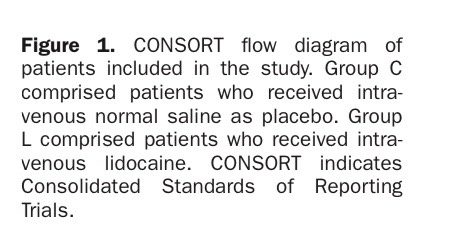 Figure 1. CONSORT flow diagram of
patients included in the study. Group C
comprised patients who received intra-
venous normal saline as placebo. Group
L comprised patients who received intra-
venous lidocaine. CONSORT indicates
Consolidated Standards of Reporting
Trials.